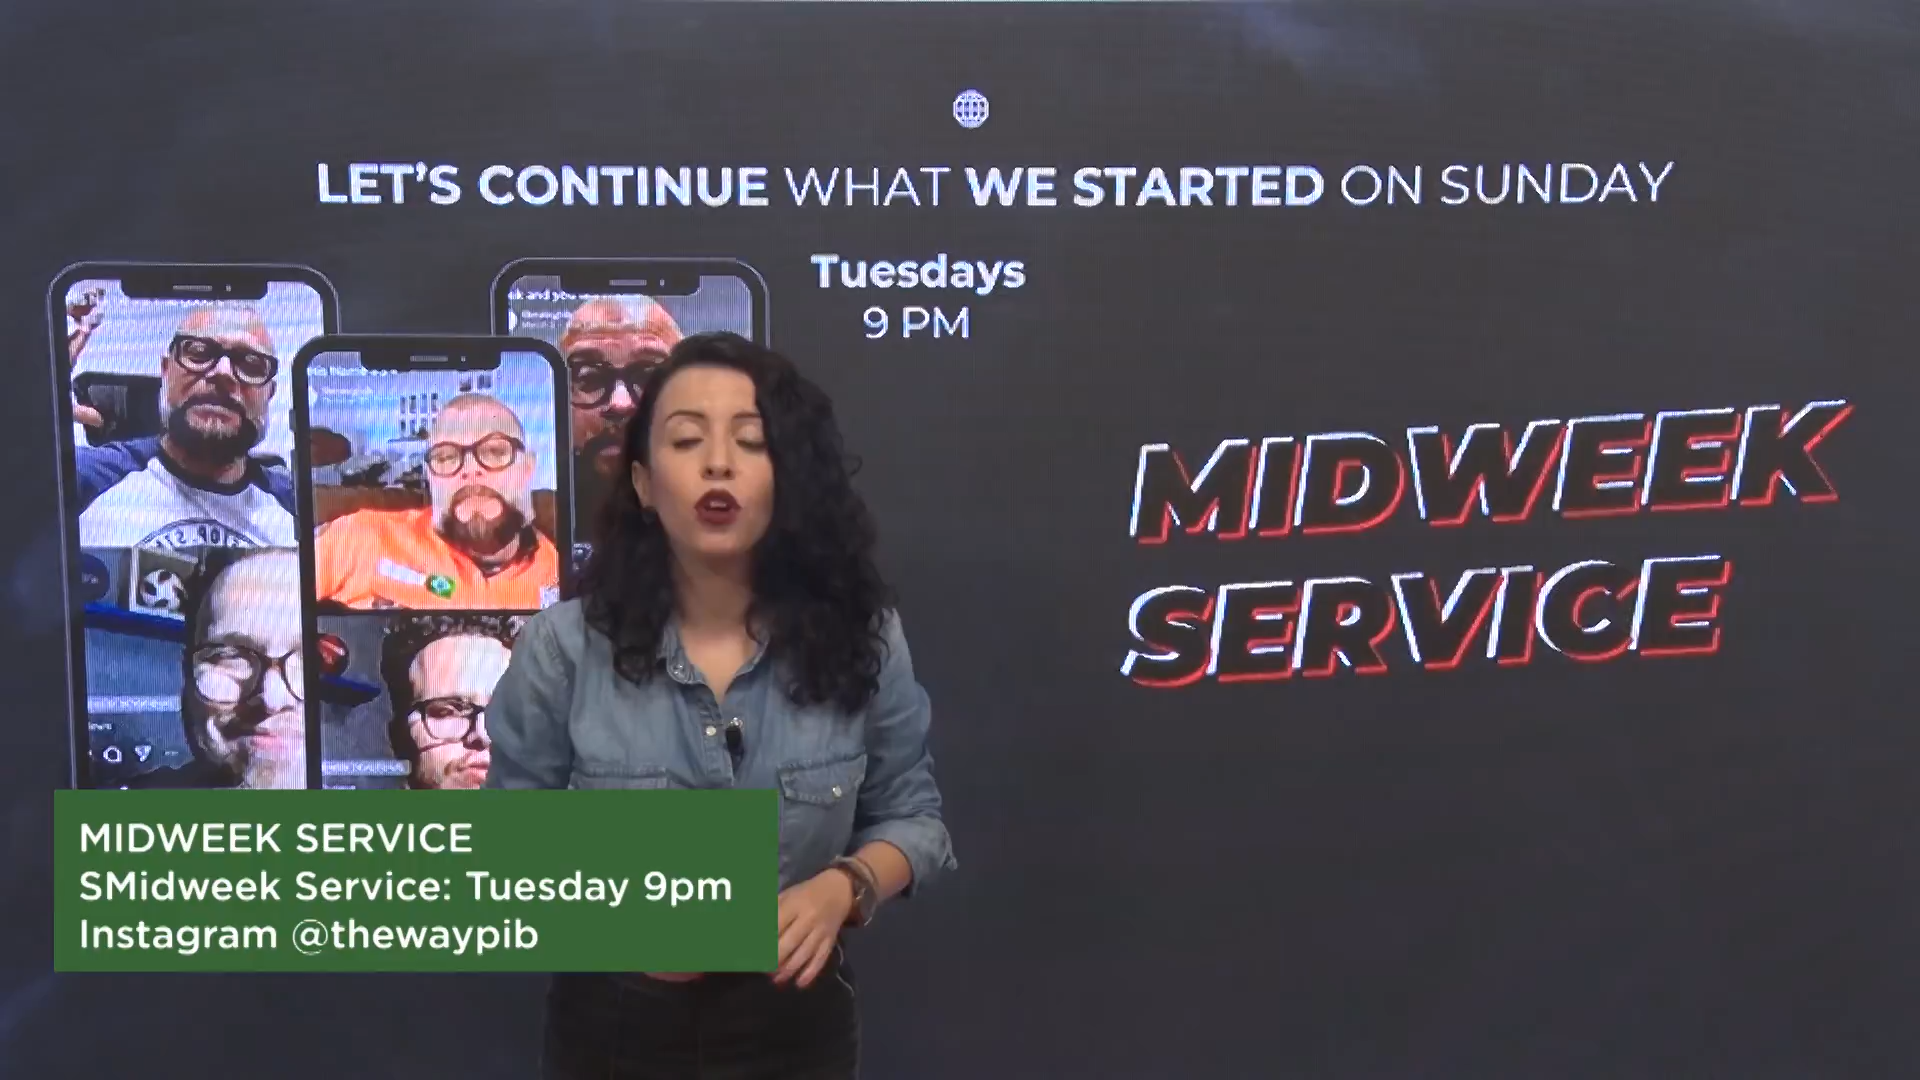 LET'S CONTINUE WHAT WE STARTED ON SUNDAY
Tuesdays
9 PM
MIDWEEK
SERVICE
MIDWEEK SERVICE
SMidweek Service: Tuesday 9pm
Instagram @thewaypib